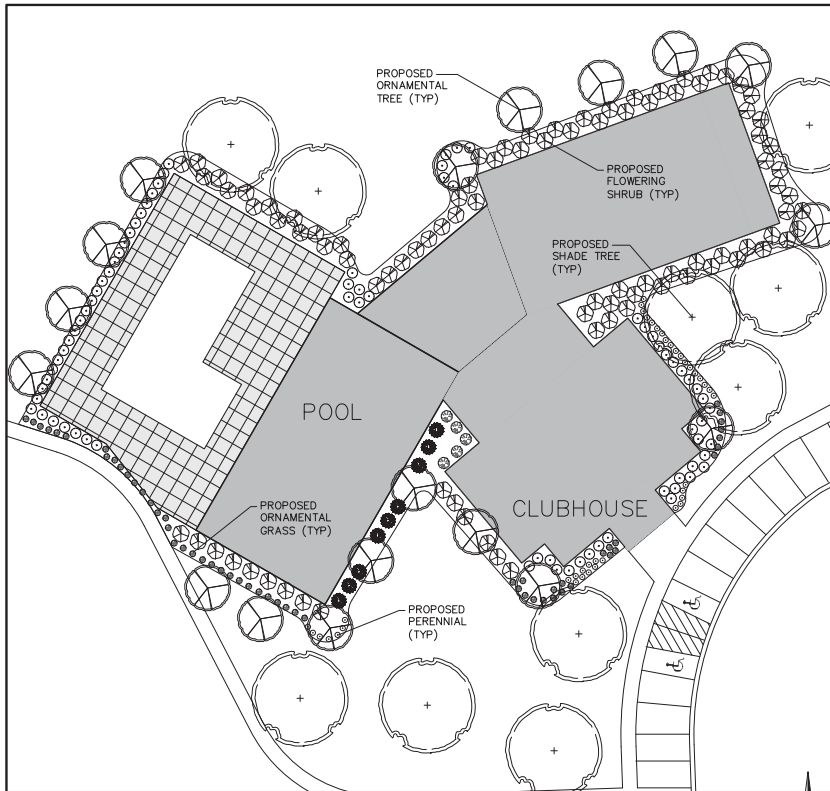 PROPOSED
ORNAMENTAL
TREE (TYP)
PROPOSED
FLOWERING
SHRUB (TYP)
PROPOSED
SHADE TREE
(TYP)
POOL
CLUBHOUSE
PROPOSED
ORNAMENTAL
GRASS (TYP)
PROPOSED
PERENNIAL
(TYP)